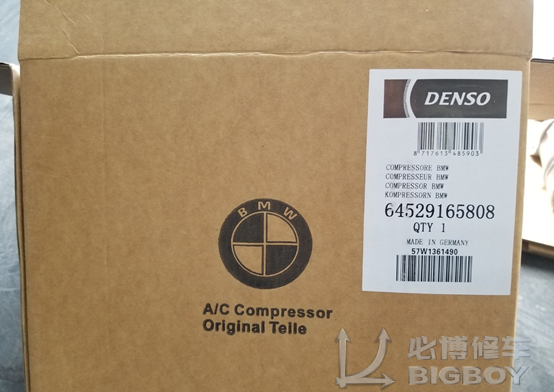 DENSO
8 717613 485903
COMPRESSORE BMW
COMPRESSEUR BMW
COMPRESSOR BMW
KOMPRESSORN BMW
64529165808
QTY 1
MADE IN GERMANY
57W1361490
BMW
A/C Compressor
Original Teile
必博修车
BIGBOY